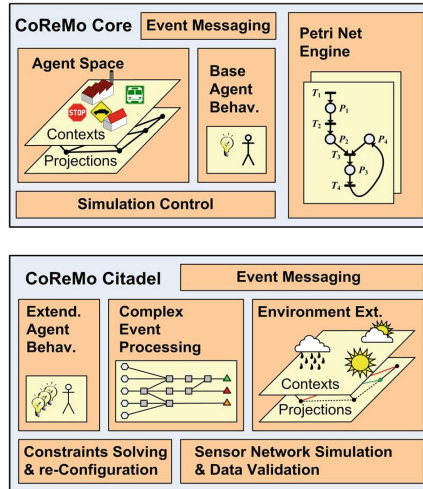 CoReMo Core
Event Messaging
Petri Net
Engine
Agent Space
STOP
Contexts
Projections
Base
Agent
Behav.
T1
P1
T2
P2
P4
T3
P3
T4
Simulation Control
CoReMo Citadel
Event Messaging
Extend.
Agent
Behav.
Complex
Event
Processing
Environment Ext.
Contexts
Projections
Constraints Solving
& re-Configuration
Sensor Network Simulation
& Data Validation